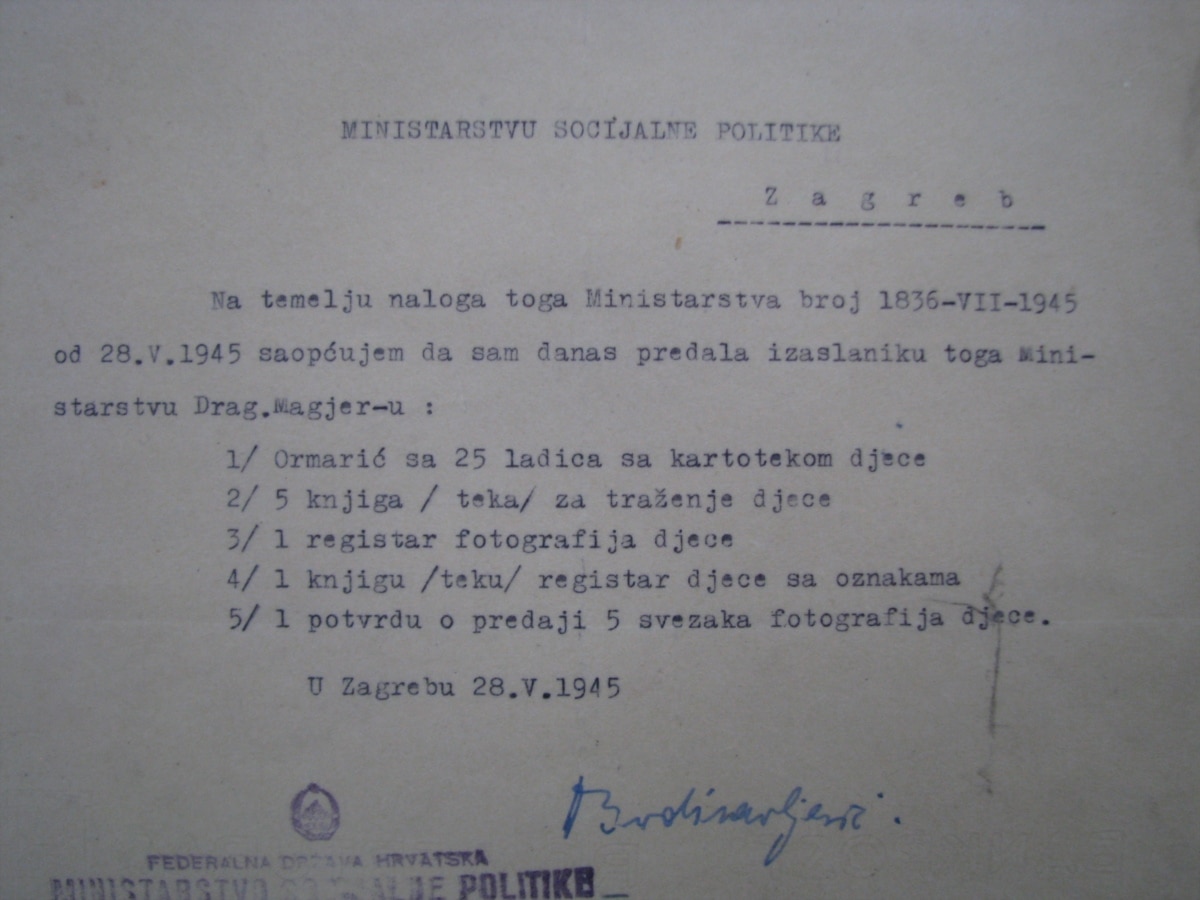 MINISTARSTVU SOCIJALNE POLITIKE
Z a g r e b
Na temelju naloga toga Ministarstva broj 1836-VII-1945
od 28.V.1945 saopćujem da sam danas predala izaslaniku toga Mini-
starstvu Drag.Magjer-u :
1/ Ormarić sa 25 ladica sa kartotekom djece
2/ 5 knjiga / teka/ za traženje djece
3/ 1 registar fotografija djece
4/ 1 knjigu /teku/ registar djece sa oznakama
5/ 1 potvrdu o predaji 5 svezaka fotografija djece.
U Zagrebu 28.V.1945
FEDERALNA DRŽAVA HRVATSKA
MINISTARSTVO SOCIJALNE POLITIKE